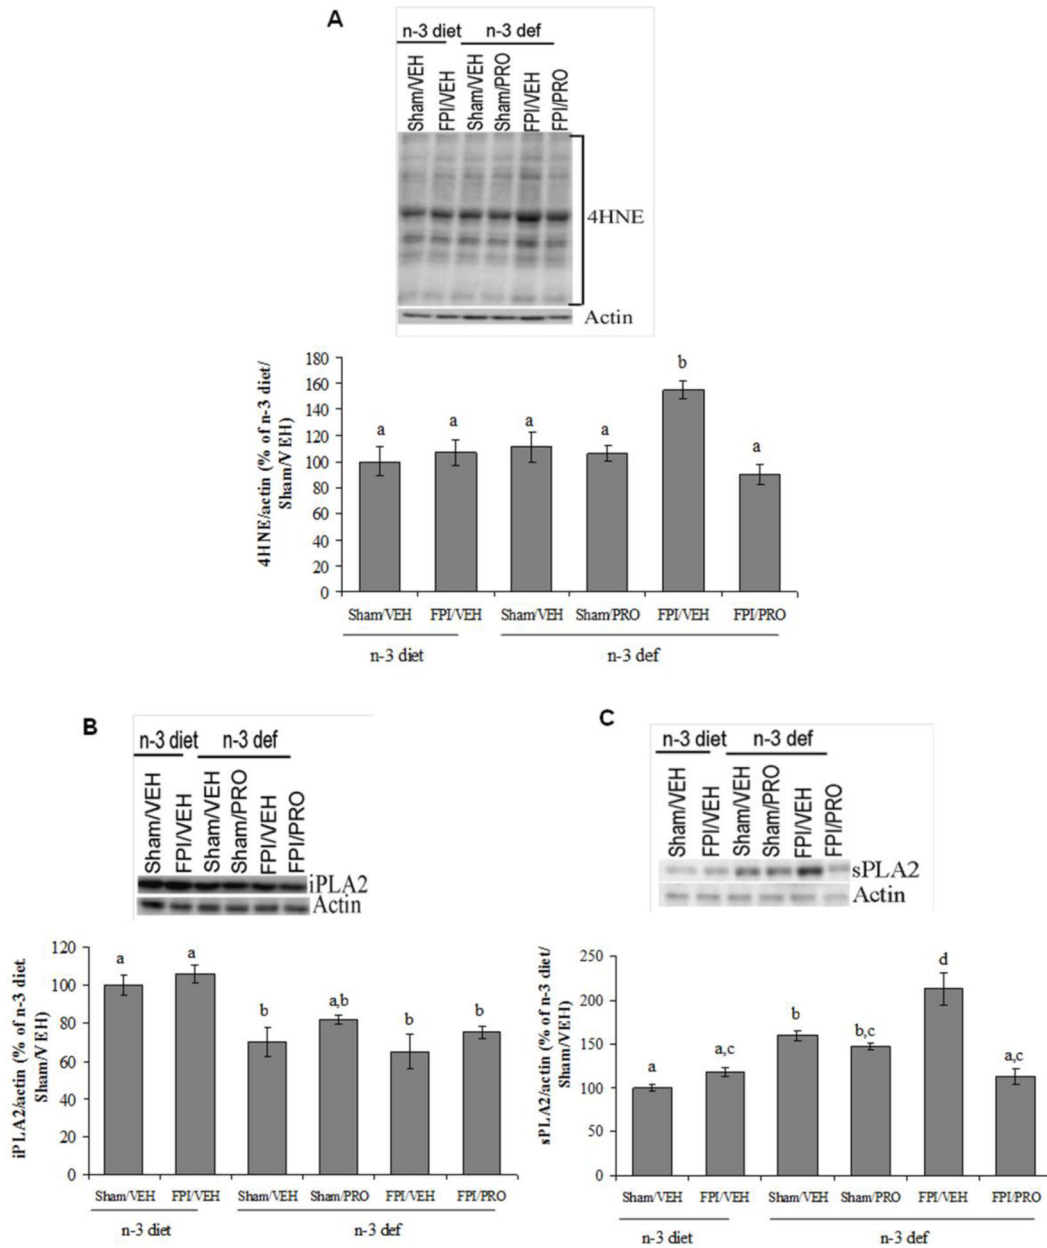 A
n-3 diet n-3 def
Sham/VEH FPI/VEH Sham/VEH Sham/PRO FPI/VEH FPI/PRO
4HNE
Actin
4HNE/actin (% of n-3 diet/
Sham/VEH)
180
160
140
120
100
80
60
40
20
0
a a a a b a
Sham/VEH FPI/VEH Sham/VEH Sham/PRO FPI/VEH FPI/PRO
n-3 diet n-3 def
B
n-3 diet n-3 def
Sham/VEH FPI/VEH Sham/VEH Sham/PRO FPI/VEH FPI/PRO
iPLA2
Actin
iPLA2/actin (% of n-3 diet.
Sham/VEH)
120
100
80
60
40
20
0
a a b a,b b b
Sham/VEH FPI/VEH Sham/VEH Sham/PRO FPI/VEH FPI/PRO
n-3 diet n-3 def
C
n-3 diet n-3 def
Sham/VEH FPI/VEH Sham/VEH Sham/PRO FPI/VEH FPI/PRO
sPLA2
Actin
sPLA2/actin (% of n-3 diet/
Sham/VEH)
250
200
150
100
50
0
a a,c b b,c d a,c
Sham/VEH FPI/VEH Sham/VEH Sham/PRO FPI/VEH FPI/PRO
n-3 diet n-3 def